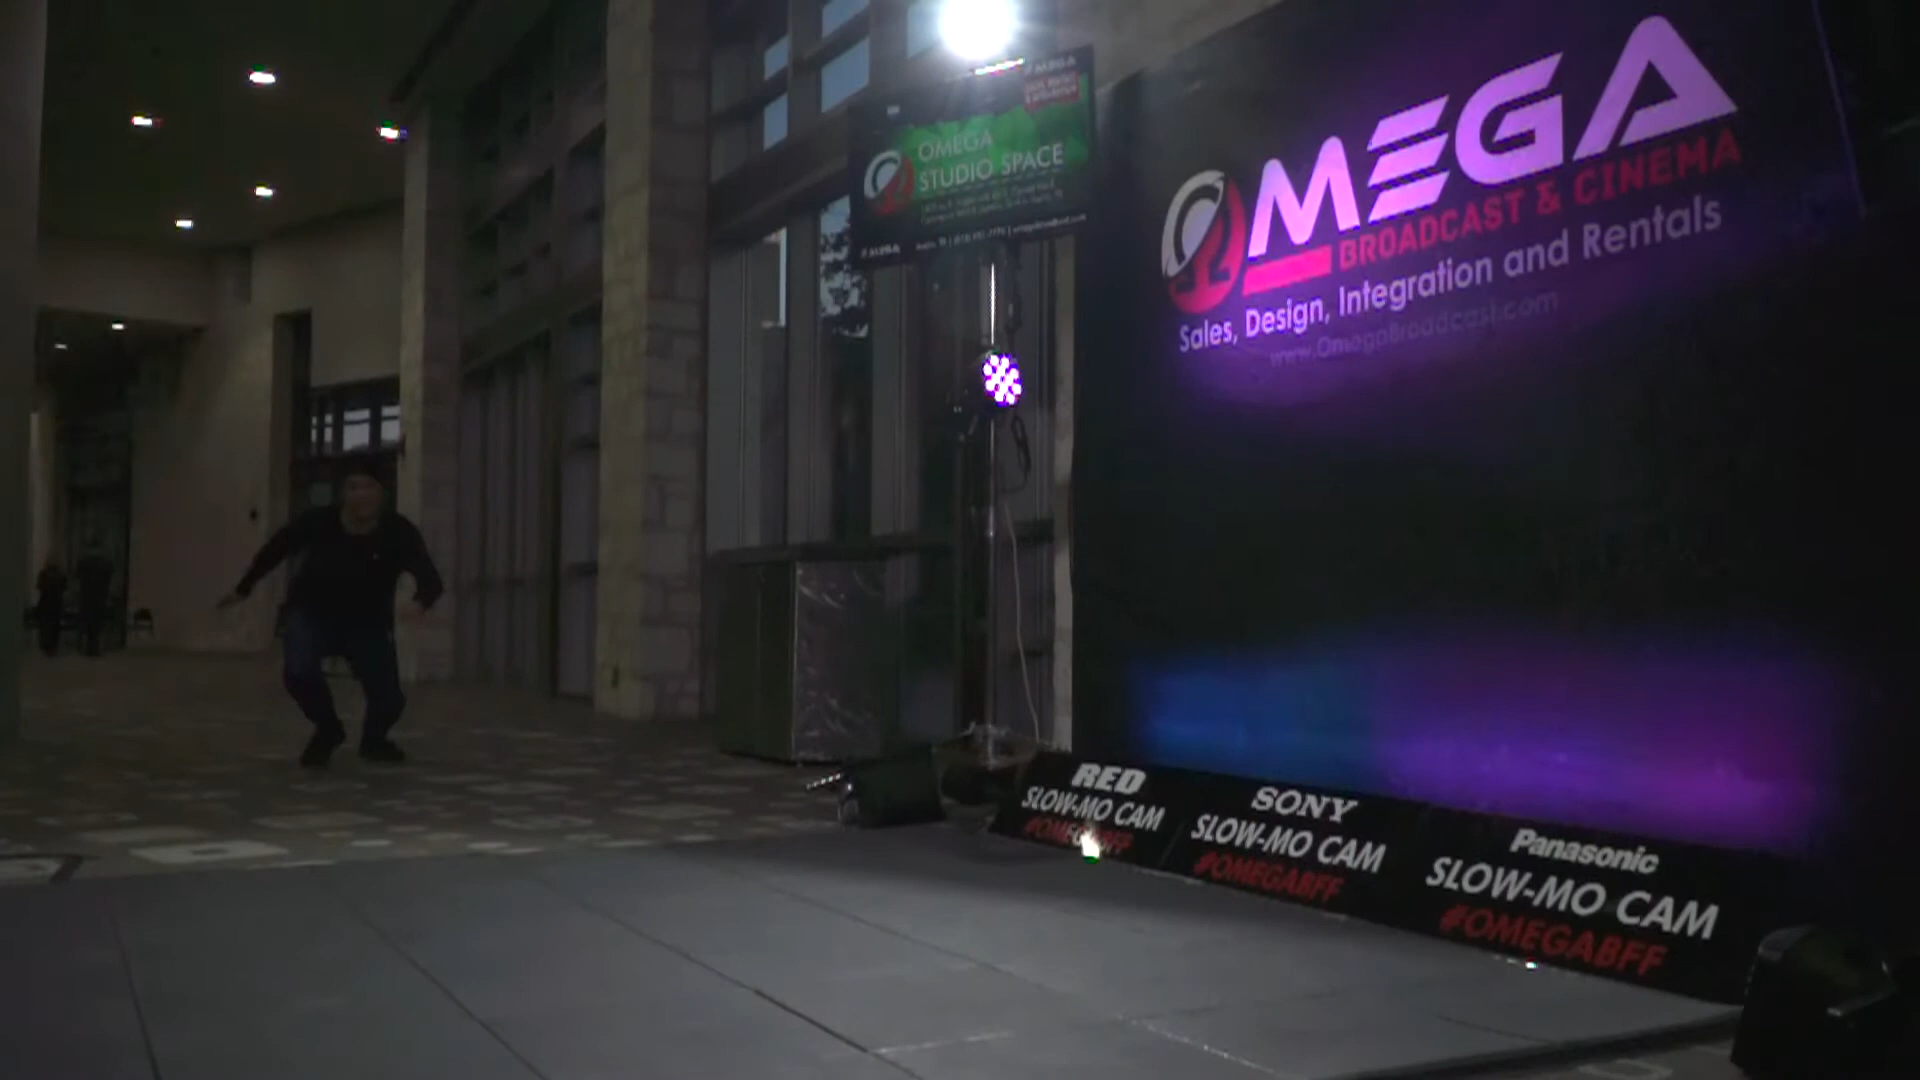 OMEGA
STUDIO SPACE
OMEGA
BROADCAST & CINEMA
Sales, Design, Integration and Rentals
www.OmegaBroadcast.com
RED
SLOW-MO CAM
#OMEGABFF
SONY
SLOW-MO CAM
#OMEGABFF
Panasonic
SLOW-MO CAM
#OMEGABFF